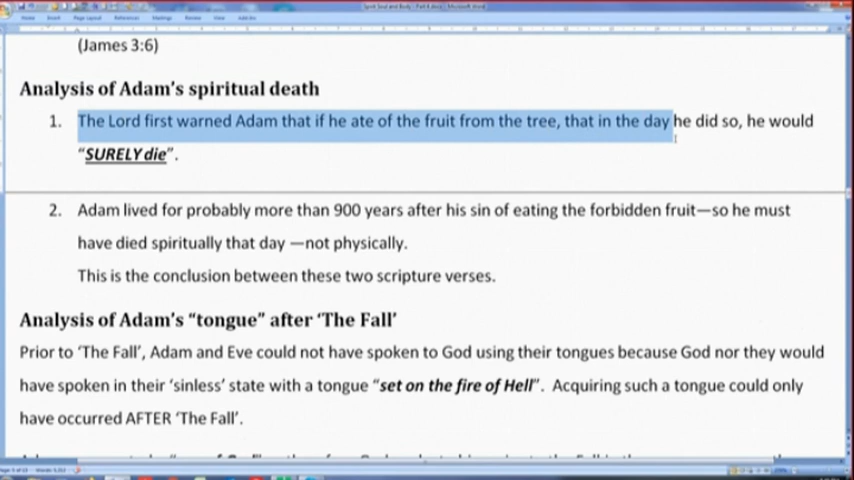 (James 3:6)
Analysis of Adam's spiritual death
1. The Lord first warned Adam that if he ate of the fruit from the tree, that in the day he did so, he would
"SURELY die".
2. Adam lived for probably more than 900 years after his sin of eating the forbidden fruit—so he must
have died spiritually that day —not physically.
This is the conclusion between these two scripture verses.
Analysis of Adam's "tongue" after 'The Fall'
Prior to 'The Fall', Adam and Eve could not have spoken to God using their tongues because God nor they would
have spoken in their 'sinless' state with a tongue "set on the fire of Hell". Acquiring such a tongue could only
have occurred AFTER 'The Fall'.